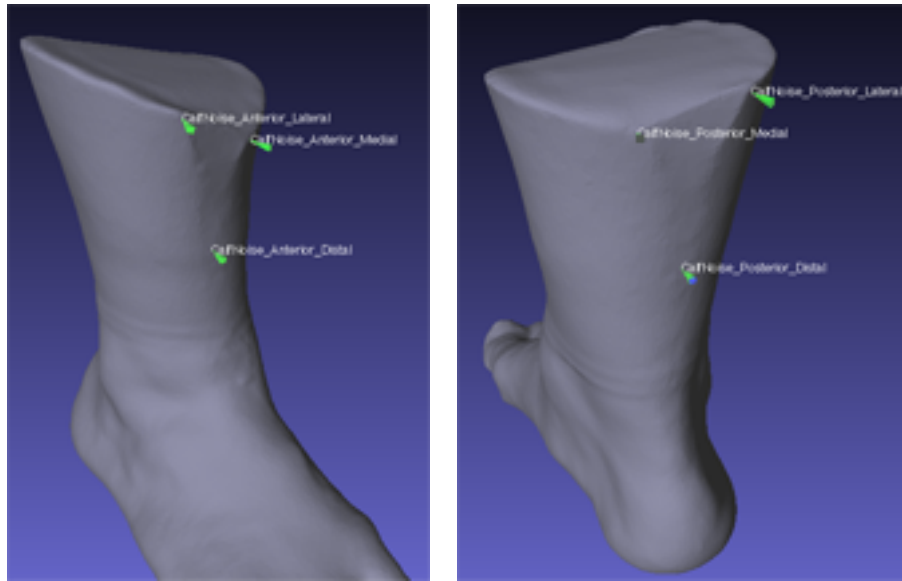 CalfNoise_Anterior_Lateral
CalfNoise_Anterior_Medial
CalfNoise_Anterior_Distal
CalfNoise_Posterior_Lateral
CalfNoise_Posterior_Medial
CalfNoise_Posterior_Distal